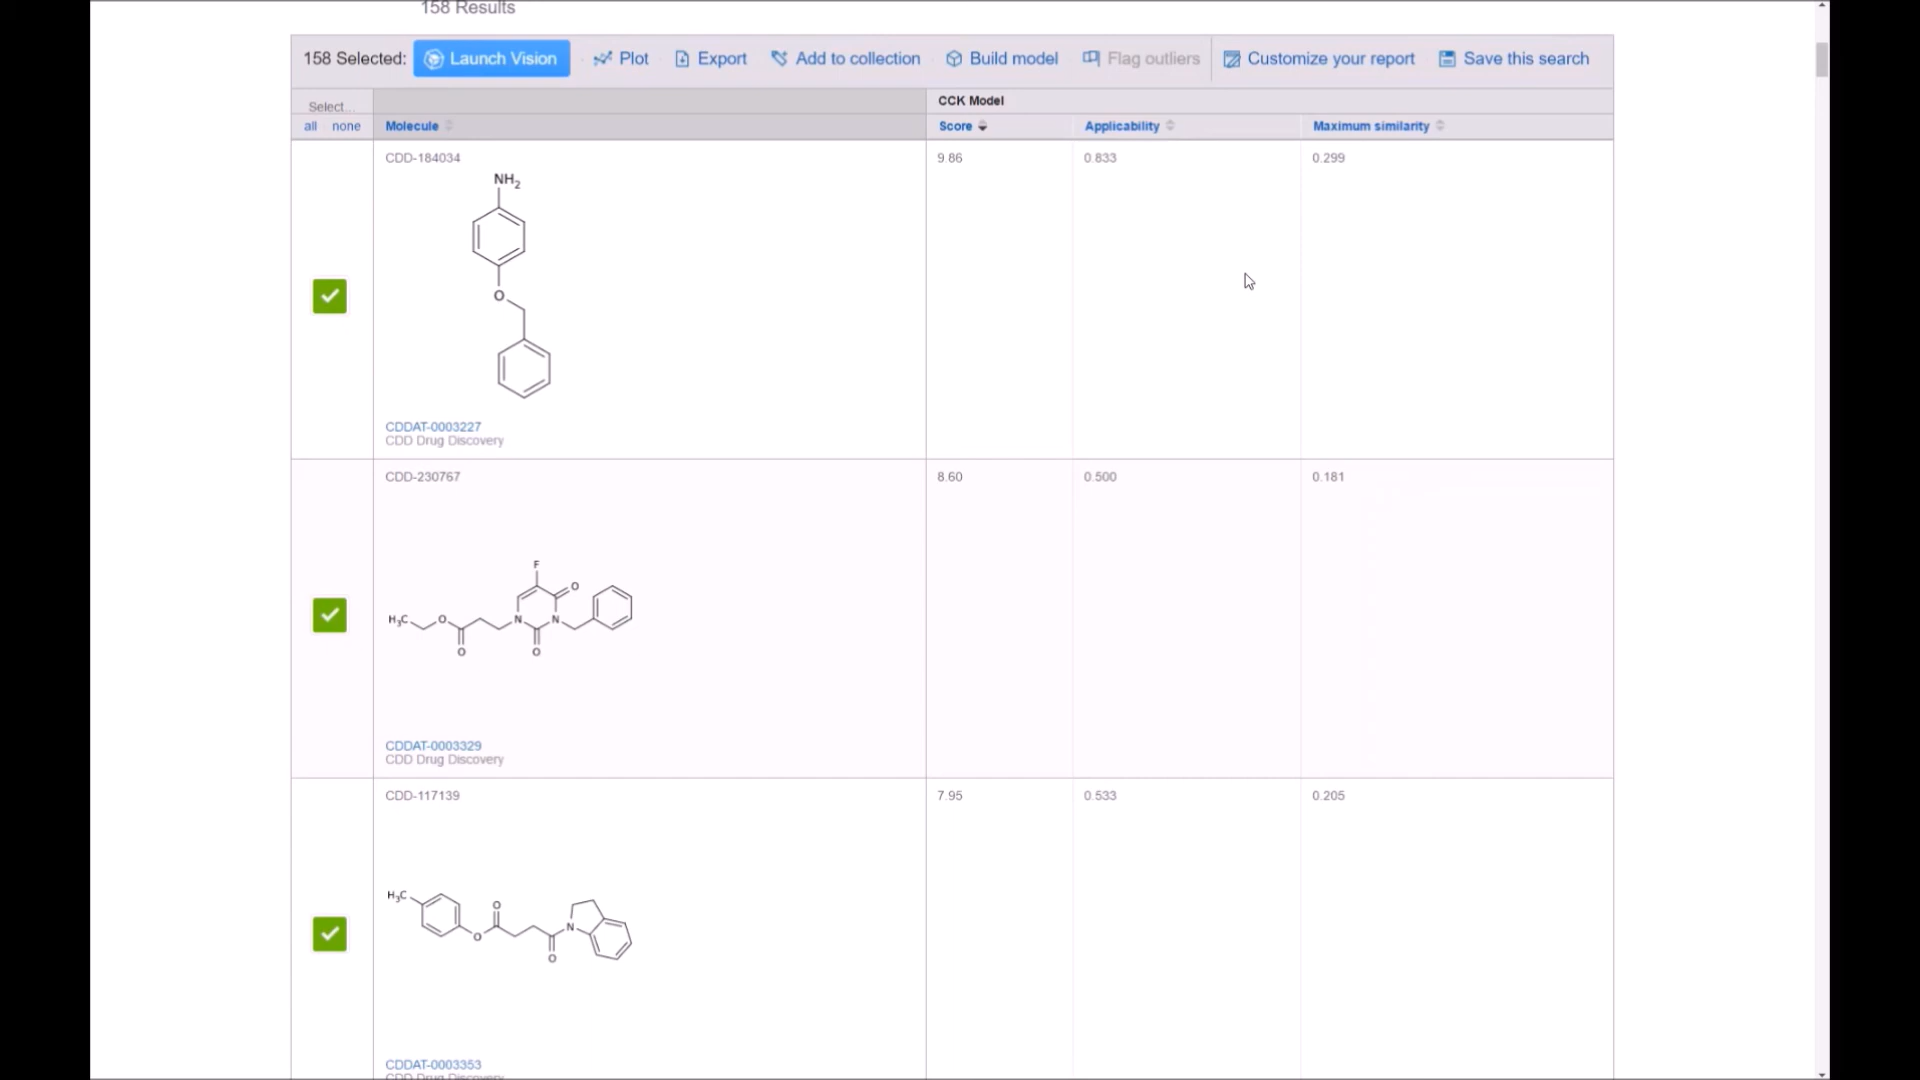 158 Results
158 Selected: Launch Vision Plot Export Add to collection Build model Flag outliers Customize your report Save this search
Select...
all none
Molecule
CCK Model
Score Applicability Maximum similarity
CDD-184034 9.86 0.833 0.299
NH2
O
CDDAT-0003227
CDD Drug Discovery
CDD-230767 8.60 0.500 0.181
F
O
H3C O N N
O O
CDDAT-0003329
CDD Drug Discovery
CDD-117139 7.95 0.533 0.205
H3C
O
N
O
O
CDDAT-0003353
CDD Drug Discovery